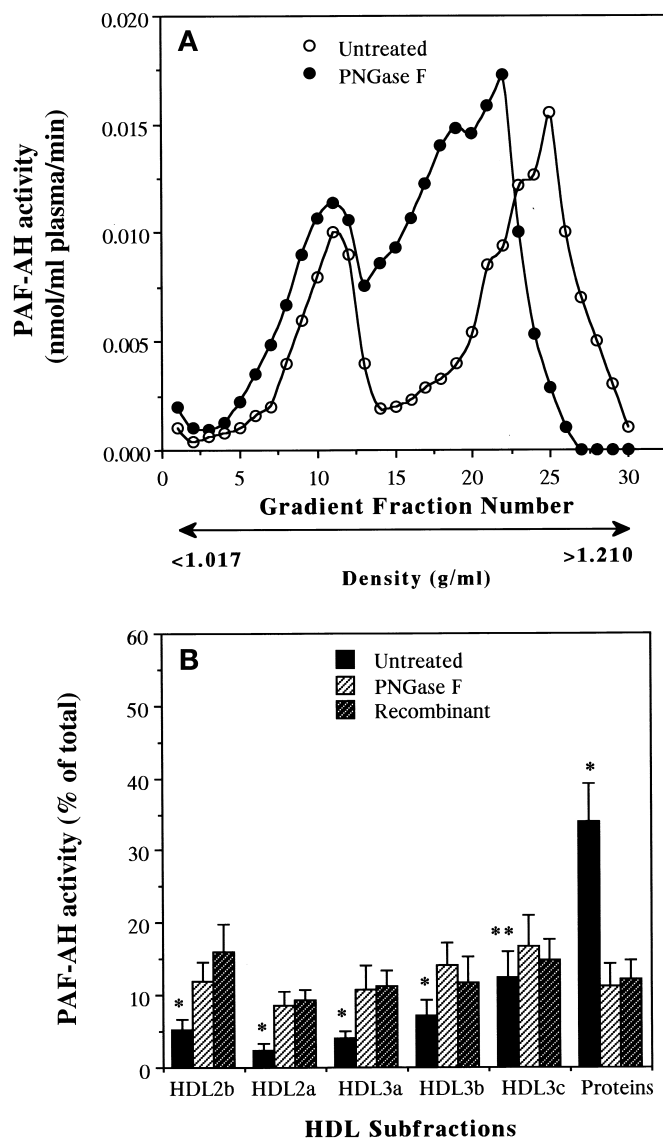 A
Untreated
PNGase F
PAF-AH activity
(nmol/ml plasma/min)
0.020
0.015
0.010
0.005
0.000
0 5 10 15 20 25 30
Gradient Fraction Number
<1.017 >1.210
Density (g/ml)
B
Untreated
PNGase F
Recombinant
PAF-AH activity (% of total)
60
50
40
30
20
10
0
* * * * ** *
HDL2b HDL2a HDL3a HDL3b HDL3c Proteins
HDL Subfractions